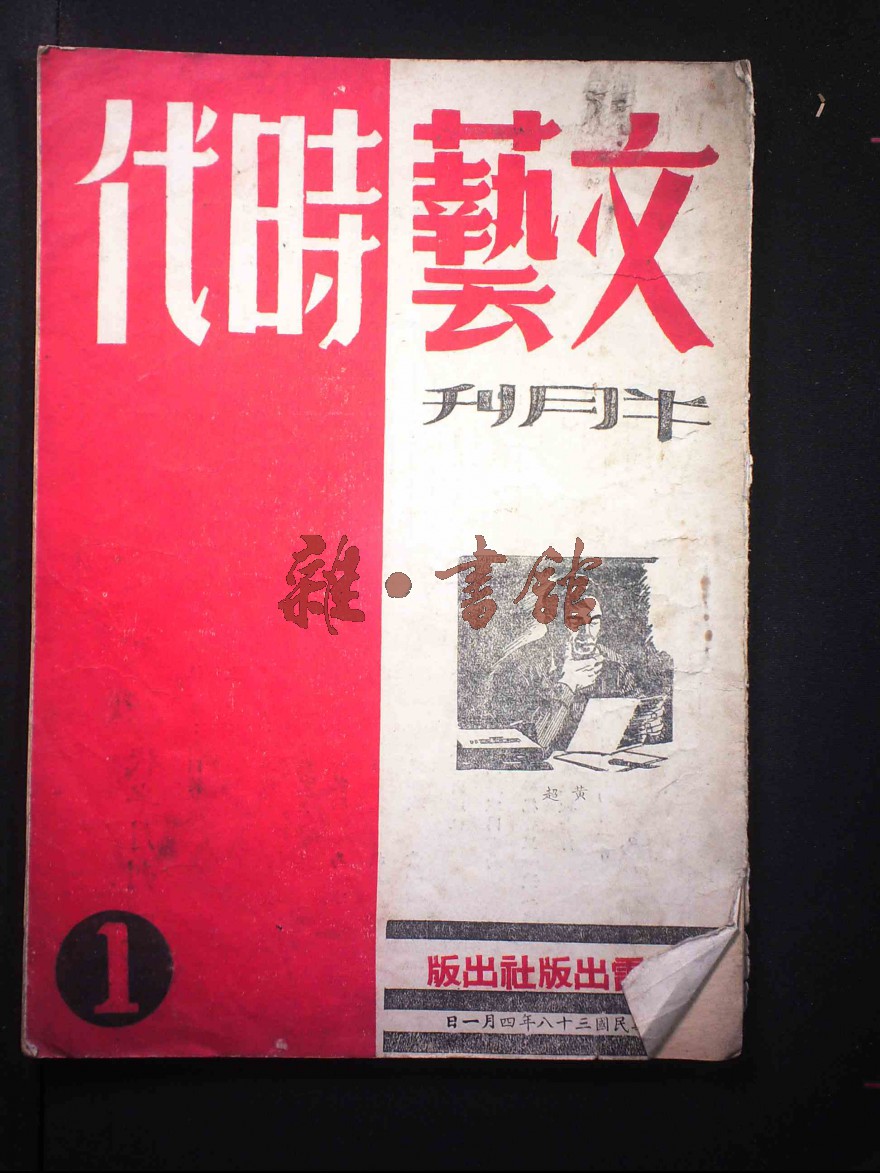 文藝時代
半月刊
雜·書館
黃超
雲出版社出版
民國三十八年四月一日
1